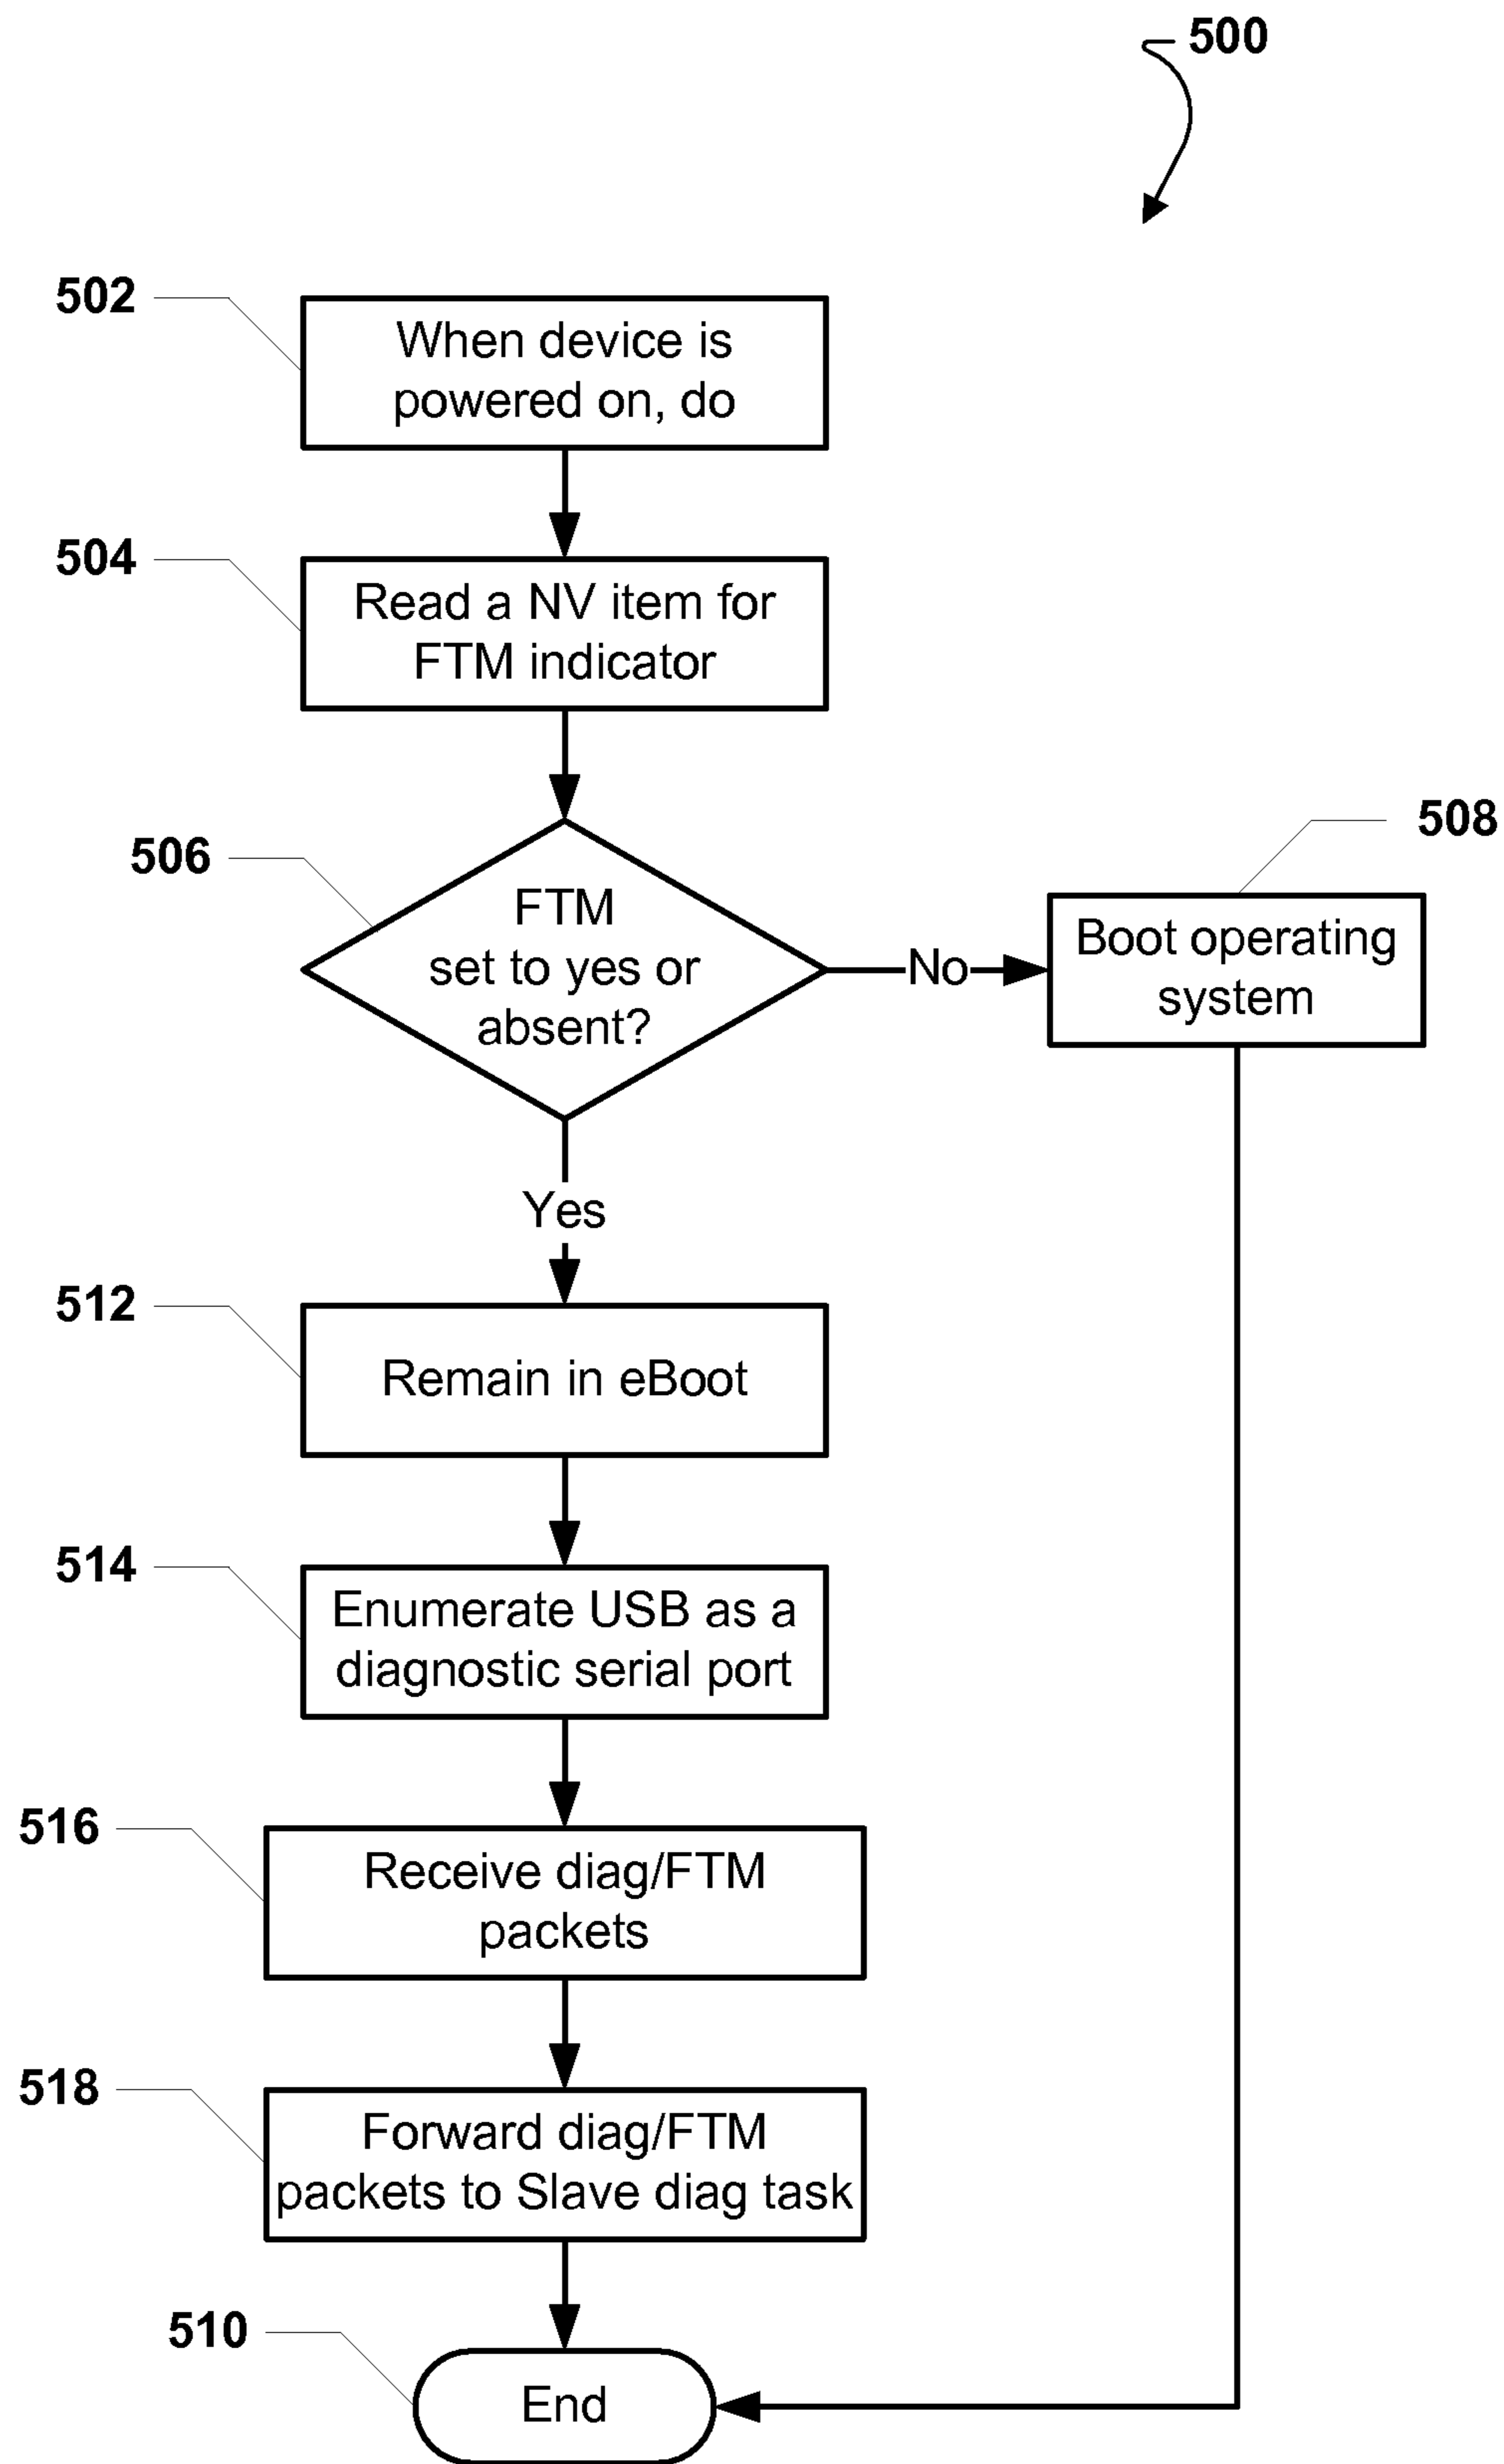 500
502
When device is
powered on, do
504
Read a NV item for
FTM indicator
506
FTM
set to yes or
absent?
No
508
Boot operating
system
Yes
512
Remain in eBoot
514
Enumerate USB as a
diagnostic serial port
516
Receive diag/FTM
packets
518
Forward diag/FTM
packets to Slave diag task
510
End